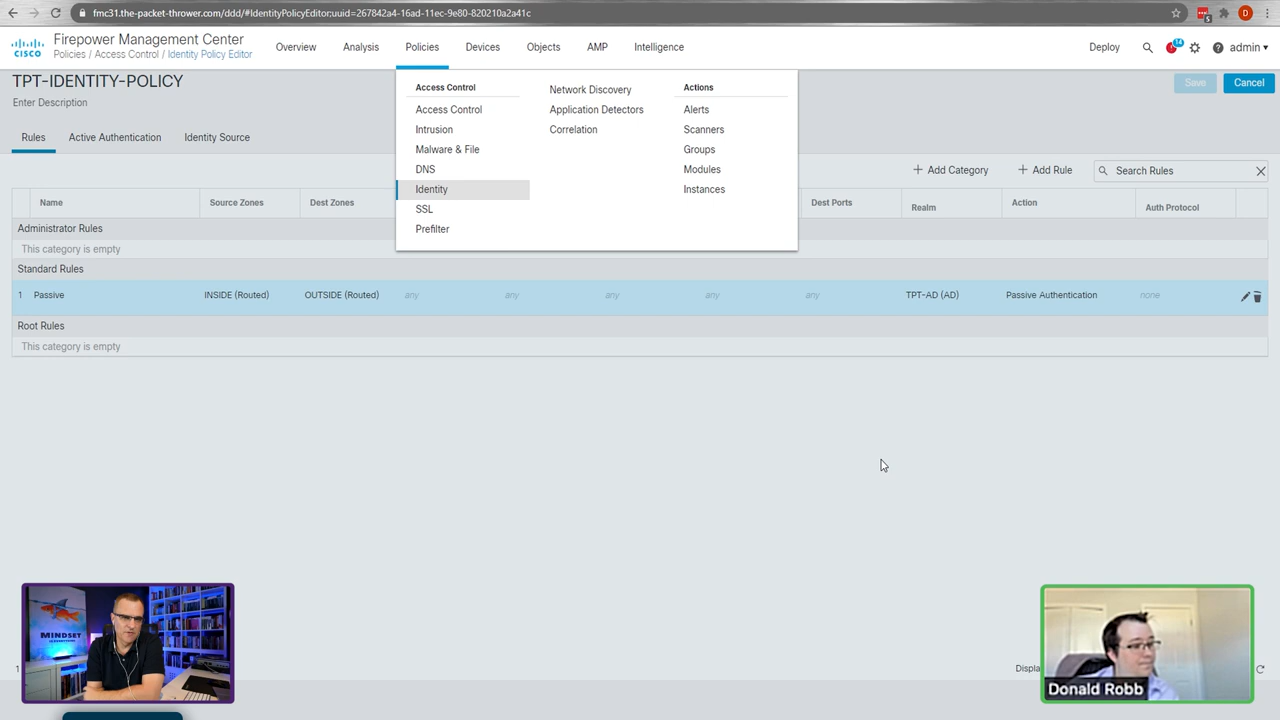 fmc31.the-packet-thrower.com/ddd/#IdentityPolicyEditor;uuid=267842a4-16ad-11ec-9e80-820210a2a41c
5
D
CISCO
Firepower Management Center
Policies / Access Control / Identity Policy Editor
Overview
Analysis
Policies
Devices
Objects
AMP
Intelligence
Deploy
14
admin
TPT-IDENTITY-POLICY
Enter Description
Save
Cancel
Rules
Active Authentication
Identity Source
Access Control
Access Control
Intrusion
Malware & File
DNS
Identity
SSL
Prefilter
Network Discovery
Application Detectors
Correlation
Actions
Alerts
Scanners
Groups
Modules
Instances
Add Category
Add Rule
Search Rules
Name
Source Zones
Dest Zones
Dest Ports
Realm
Action
Auth Protocol
Administrator Rules
This category is empty
Standard Rules
1 Passive INSIDE (Routed) OUTSIDE (Routed) any any any any any TPT-AD (AD) Passive Authentication none
Root Rules
This category is empty
MINDSET
1
Displa
Donald Robb